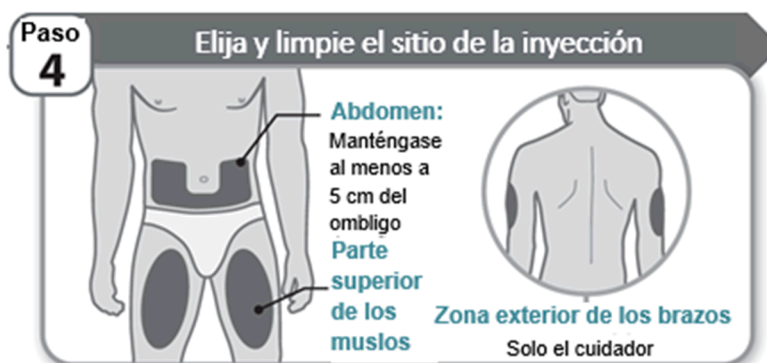 Paso
4
Elija y limpie el sitio de la inyección
Abdomen:
Manténgase
al menos a
5 cm del
ombligo
Parte
superior
de los
muslos
Zona exterior de los brazos
Solo el cuidador